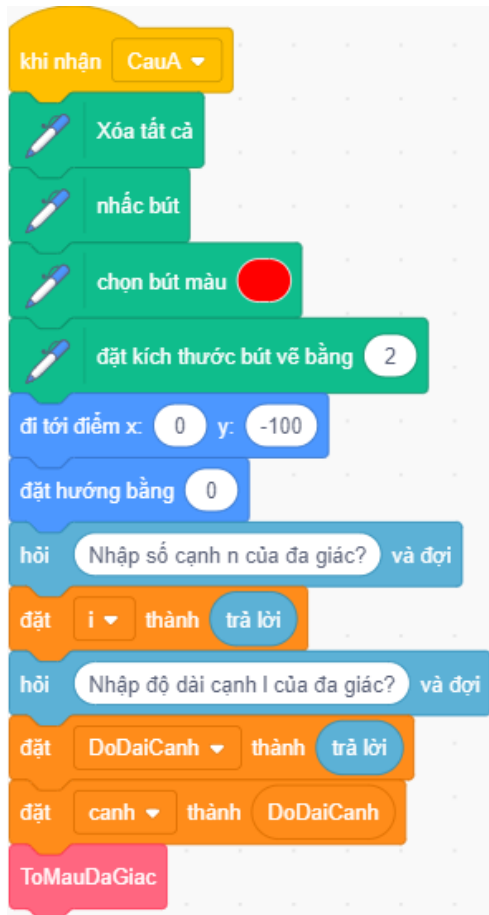 khi nhận CauA
Xóa tất cả
nhấc bút
chọn bút màu
đặt kích thước bút vẽ bằng 2
đi tới điểm x: 0 y: -100
đặt hướng bằng 0
hỏi Nhập số cạnh n của đa giác? và đợi
đặt i thành trả lời
hỏi Nhập độ dài cạnh l của đa giác? và đợi
đặt DoDaiCanh thành trả lời
đặt canh thành DoDaiCanh
ToMauDaGiac